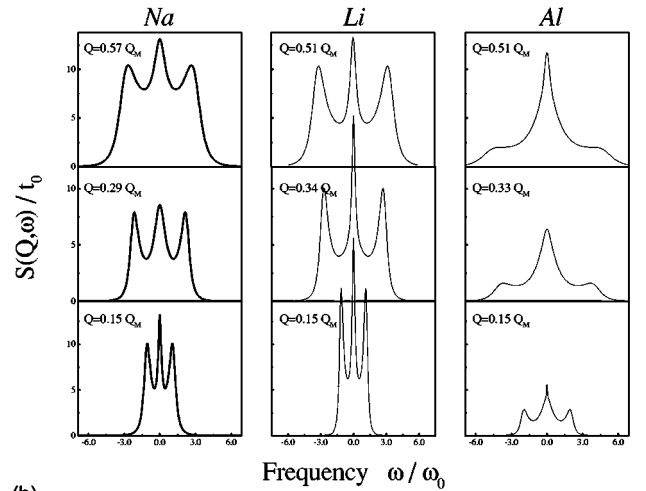 Na Li Al
Q=0.57 Q_M Q=0.51 Q_M Q=0.51 Q_M
10
5
0
Q=0.29 Q_M Q=0.34 Q_M Q=0.33 Q_M
10
5
0
Q=0.15 Q_M Q=0.15 Q_M Q=0.15 Q_M
10
5
0
S(Q,ω) / t_0
-6.0 -3.0 0.0 3.0 6.0 -6.0 -3.0 0.0 3.0 6.0 -6.0 -3.0 0.0 3.0 6.0
Frequency ω / ω_0
(b)